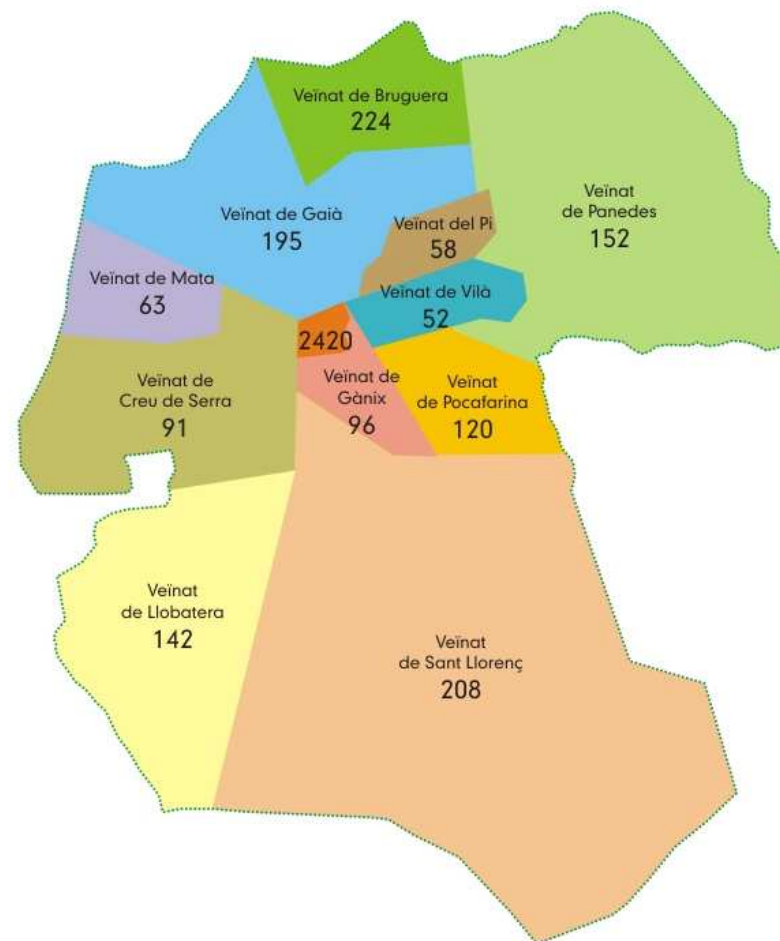 Veïnat de Bruguera
224
Veïnat
de Panedes
152
Veïnat de Gaià
195
Veïnat del Pi
58
Veïnat de Mata
63
Veïnat de Vilà
52
2420
Veïnat de
Creu de Serra
91
Veïnat de
Gànix
96
Veïnat
de Pocafarina
120
Veïnat
de Llobatera
142
Veïnat
de Sant Llorenç
208